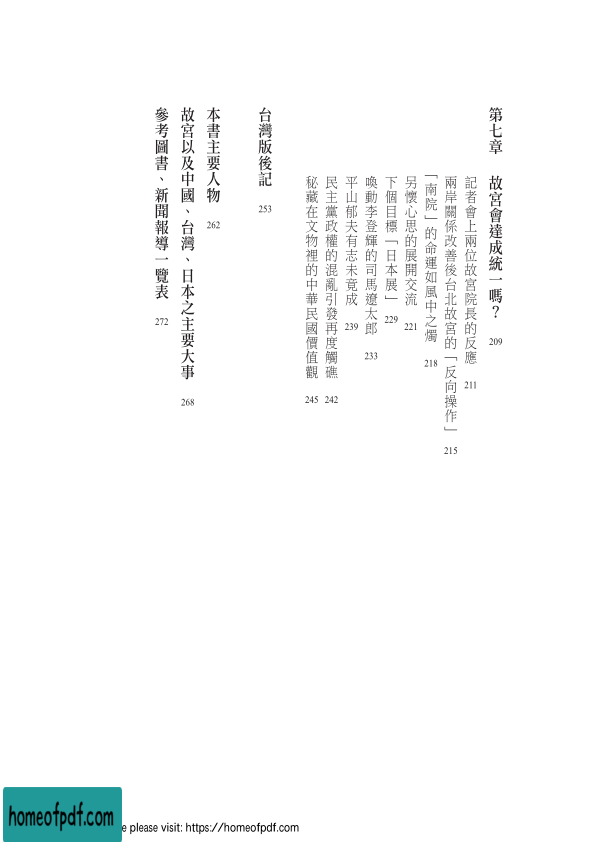 第七章　故宮會達成統一嗎？　209
記者會上兩位故宮院長的反應　211
兩岸關係改善後台北故宮的「反向操作」　215
「南院」的命運如風中之燭　218
另懷心思的展開交流　221
下個目標「日本展」　229
喚動李登輝的司馬遼太郎　233
平山郁夫有志未竟成　239
民主黨政權的混亂引發再度觸礁　242
秘藏在文物裡的中華民國價值觀　245
台灣版後記　253
本書主要人物　262
故宮以及中國、台灣、日本之主要大事　268
參考圖書、新聞報導一覽表　272
homeofpdf.com
e please visit: https://homeofpdf.com